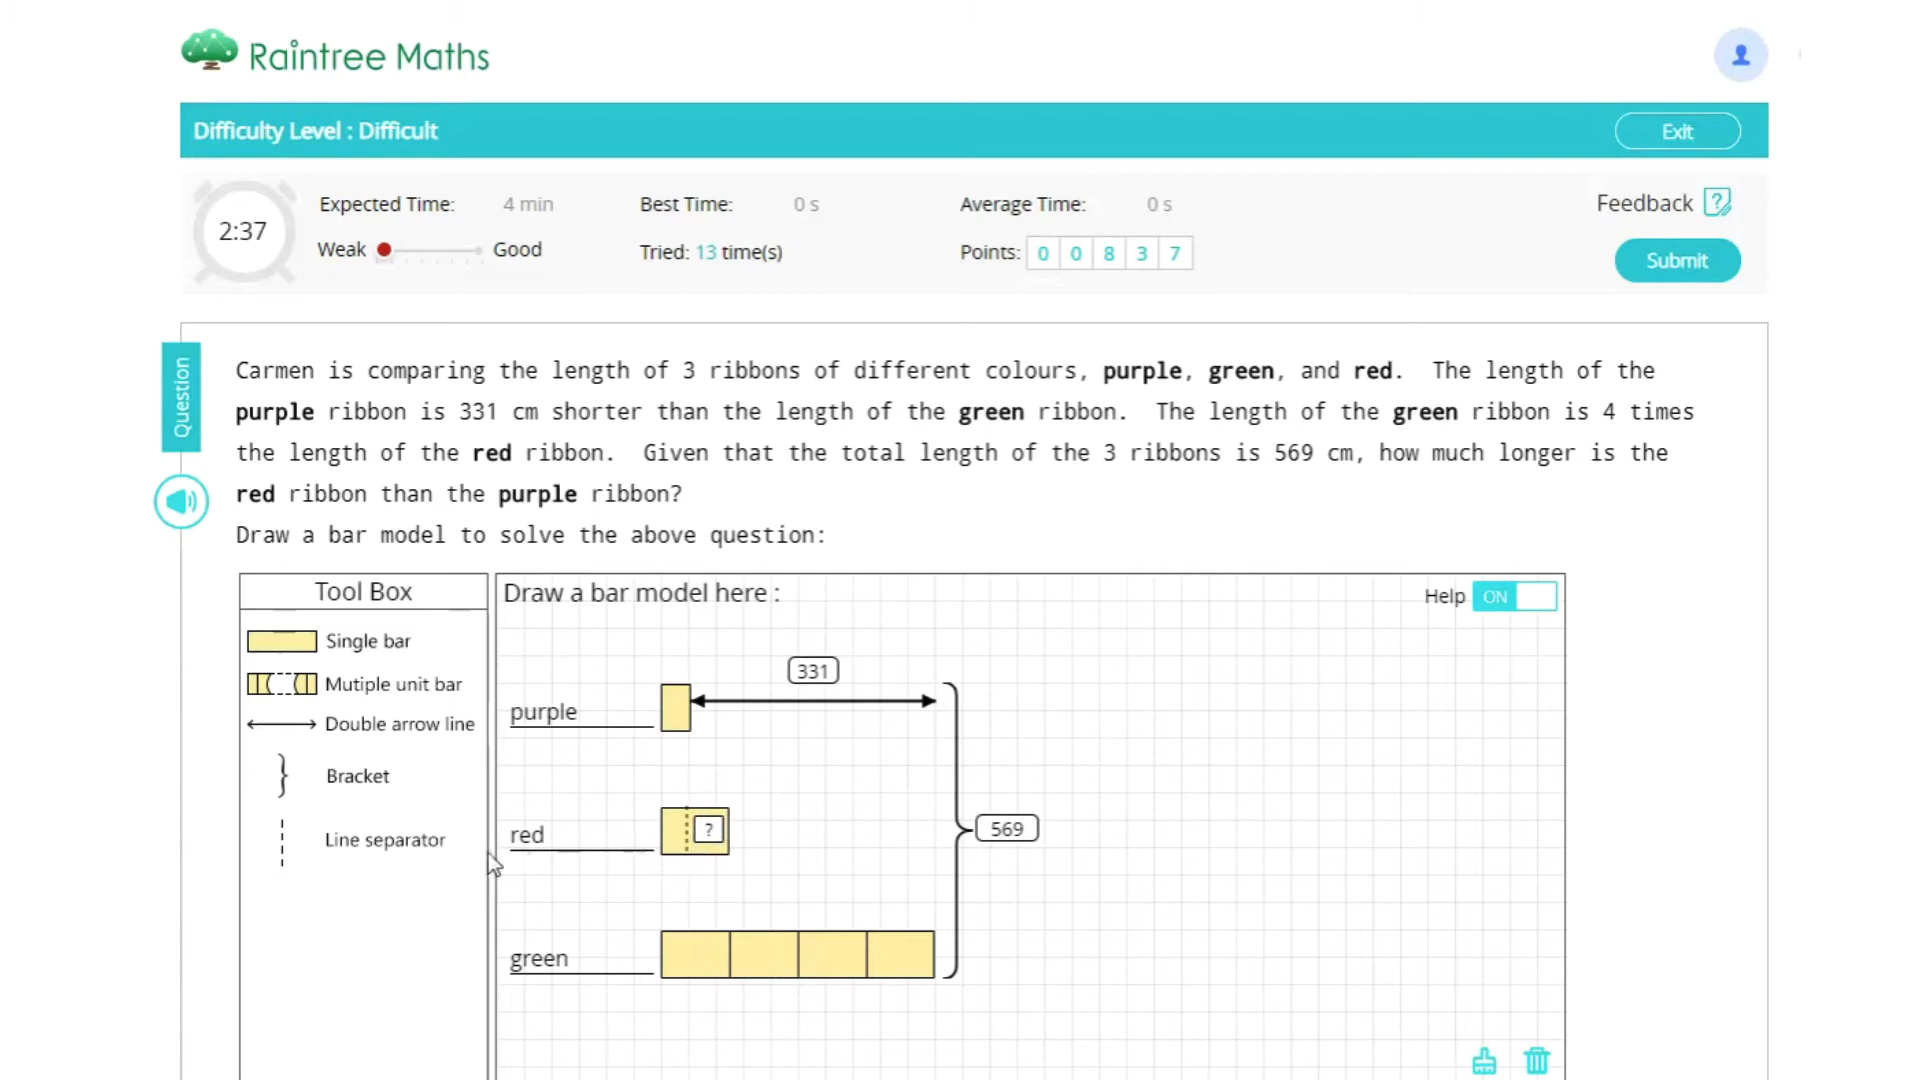 Raintree Maths
Difficulty Level : Difficult
Exit
2:37
Expected Time: 4 min
Best Time: 0 s
Average Time: 0 s
Feedback
Weak Good
Tried: 13 time(s)
Points: 0 0 8 3 7
Submit
Question
Carmen is comparing the length of 3 ribbons of different colours, purple, green, and red. The length of the
purple ribbon is 331 cm shorter than the length of the green ribbon. The length of the green ribbon is 4 times
the length of the red ribbon. Given that the total length of the 3 ribbons is 569 cm, how much longer is the
red ribbon than the purple ribbon?
Draw a bar model to solve the above question:
Tool Box
Single bar
Mutiple unit bar
Double arrow line
Bracket
Line separator
Draw a bar model here :
Help ON
331
purple
red
?
569
green